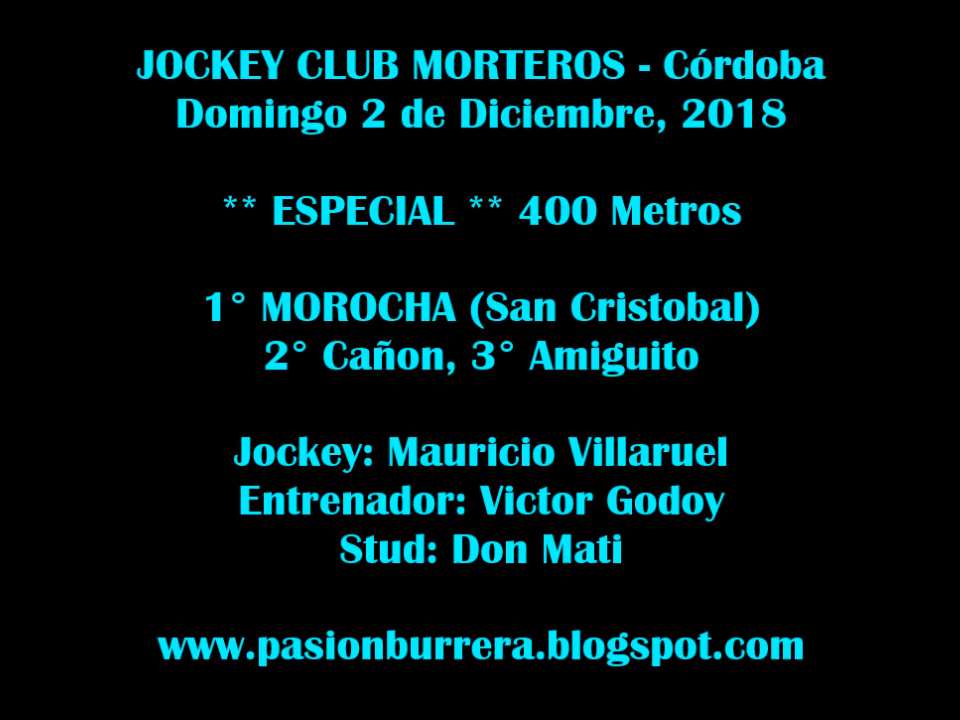 JOCKEY CLUB MORTEROS - Córdoba
Domingo 2 de Diciembre, 2018
** ESPECIAL ** 400 Metros
1° MOROCHA (San Cristobal)
2° Cañon, 3° Amiguito
Jockey: Mauricio Villaruel
Entrenador: Victor Godoy
Stud: Don Mati
www.pasionburrera.blogspot.com